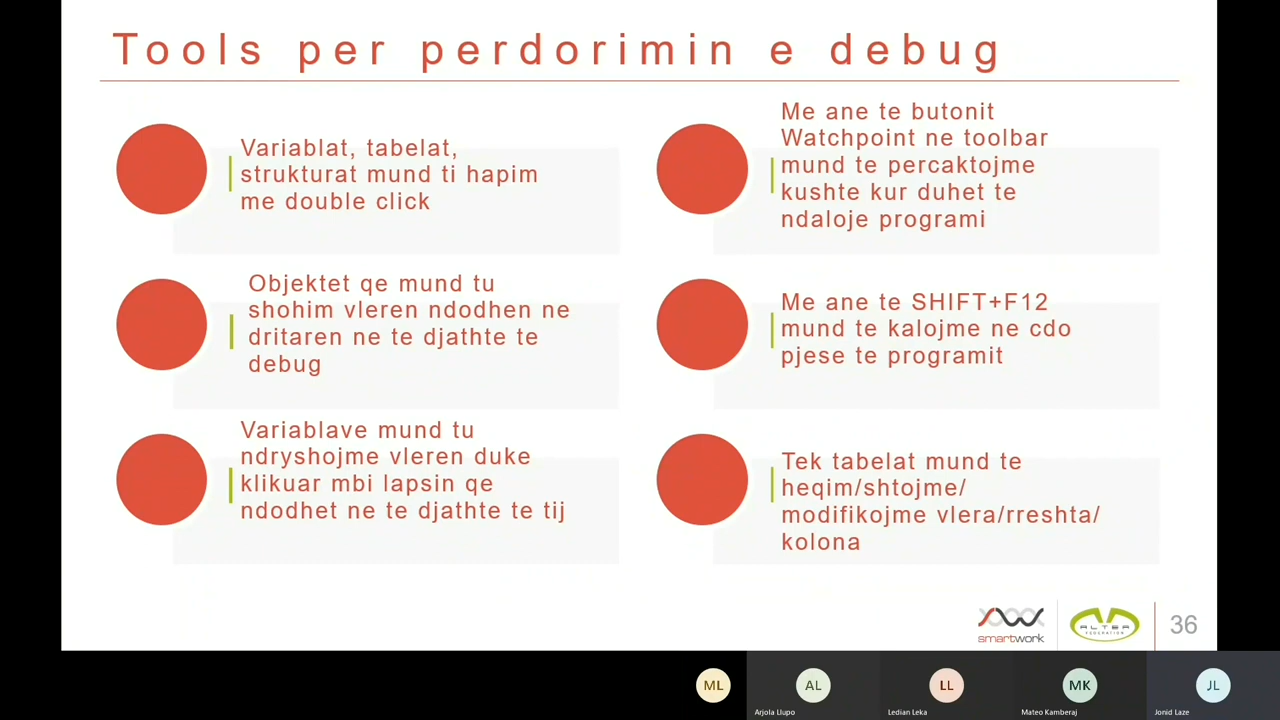 Tools per perdorimin e debug
Variablat, tabelat,
strukturat mund ti hapim
me double click
Objektet qe mund tu
shohim vleren ndodhen ne
dritaren ne te djathte te
debug
Variablave mund tu
ndryshojme vleren duke
klikuar mbi lapsin qe
ndodhet ne te djathte te tij
Me ane te butonit
Watchpoint ne toolbar
mund te percaktojme
kushte kur duhet te
ndaloje programi
Me ane te SHIFT+F12
mund te kalojme ne cdo
pjese te programit
Tek tabelat mund te
heqim/shtojme/
modifikojme vlera/rreshta/
kolona
smartwork
ALTEA
FEDERATION
36
ML
AL
LL
MK
JL
Arjola Llupo
Ledian Leka
Mateo Kamberaj
Jonid Laze